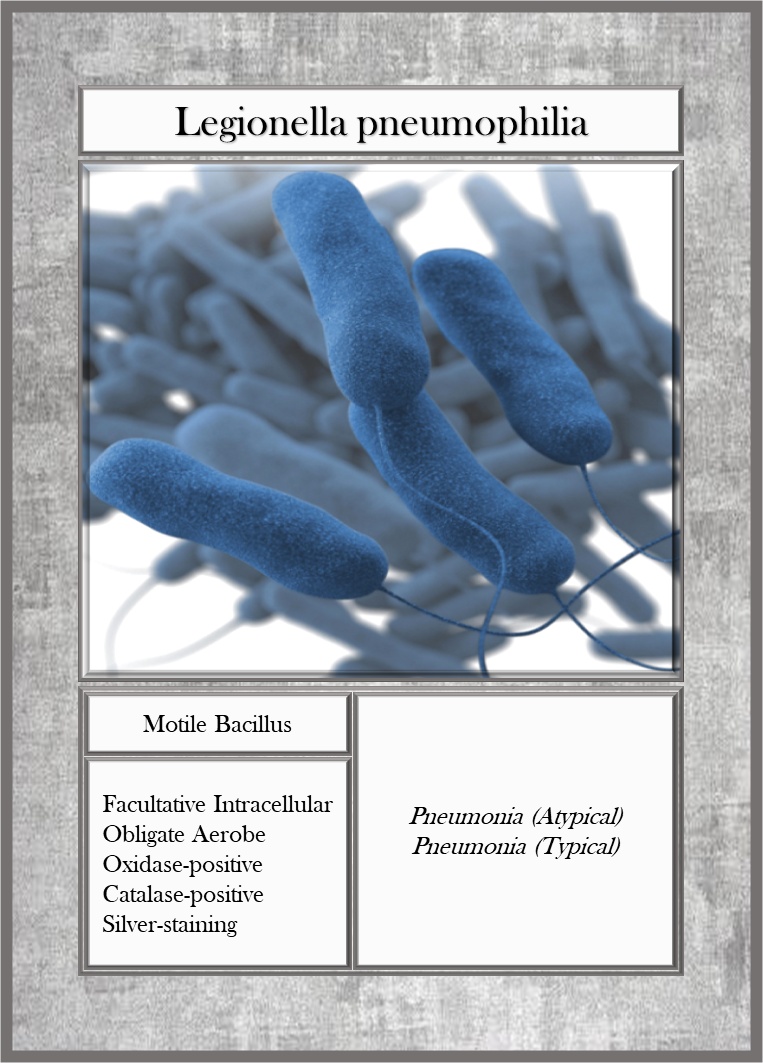 Legionella pneumophilia
Motile Bacillus
Facultative Intracellular
Obligate Aerobe
Oxidase-positive
Catalase-positive
Silver-staining
Pneumonia (Atypical)
Pneumonia (Typical)